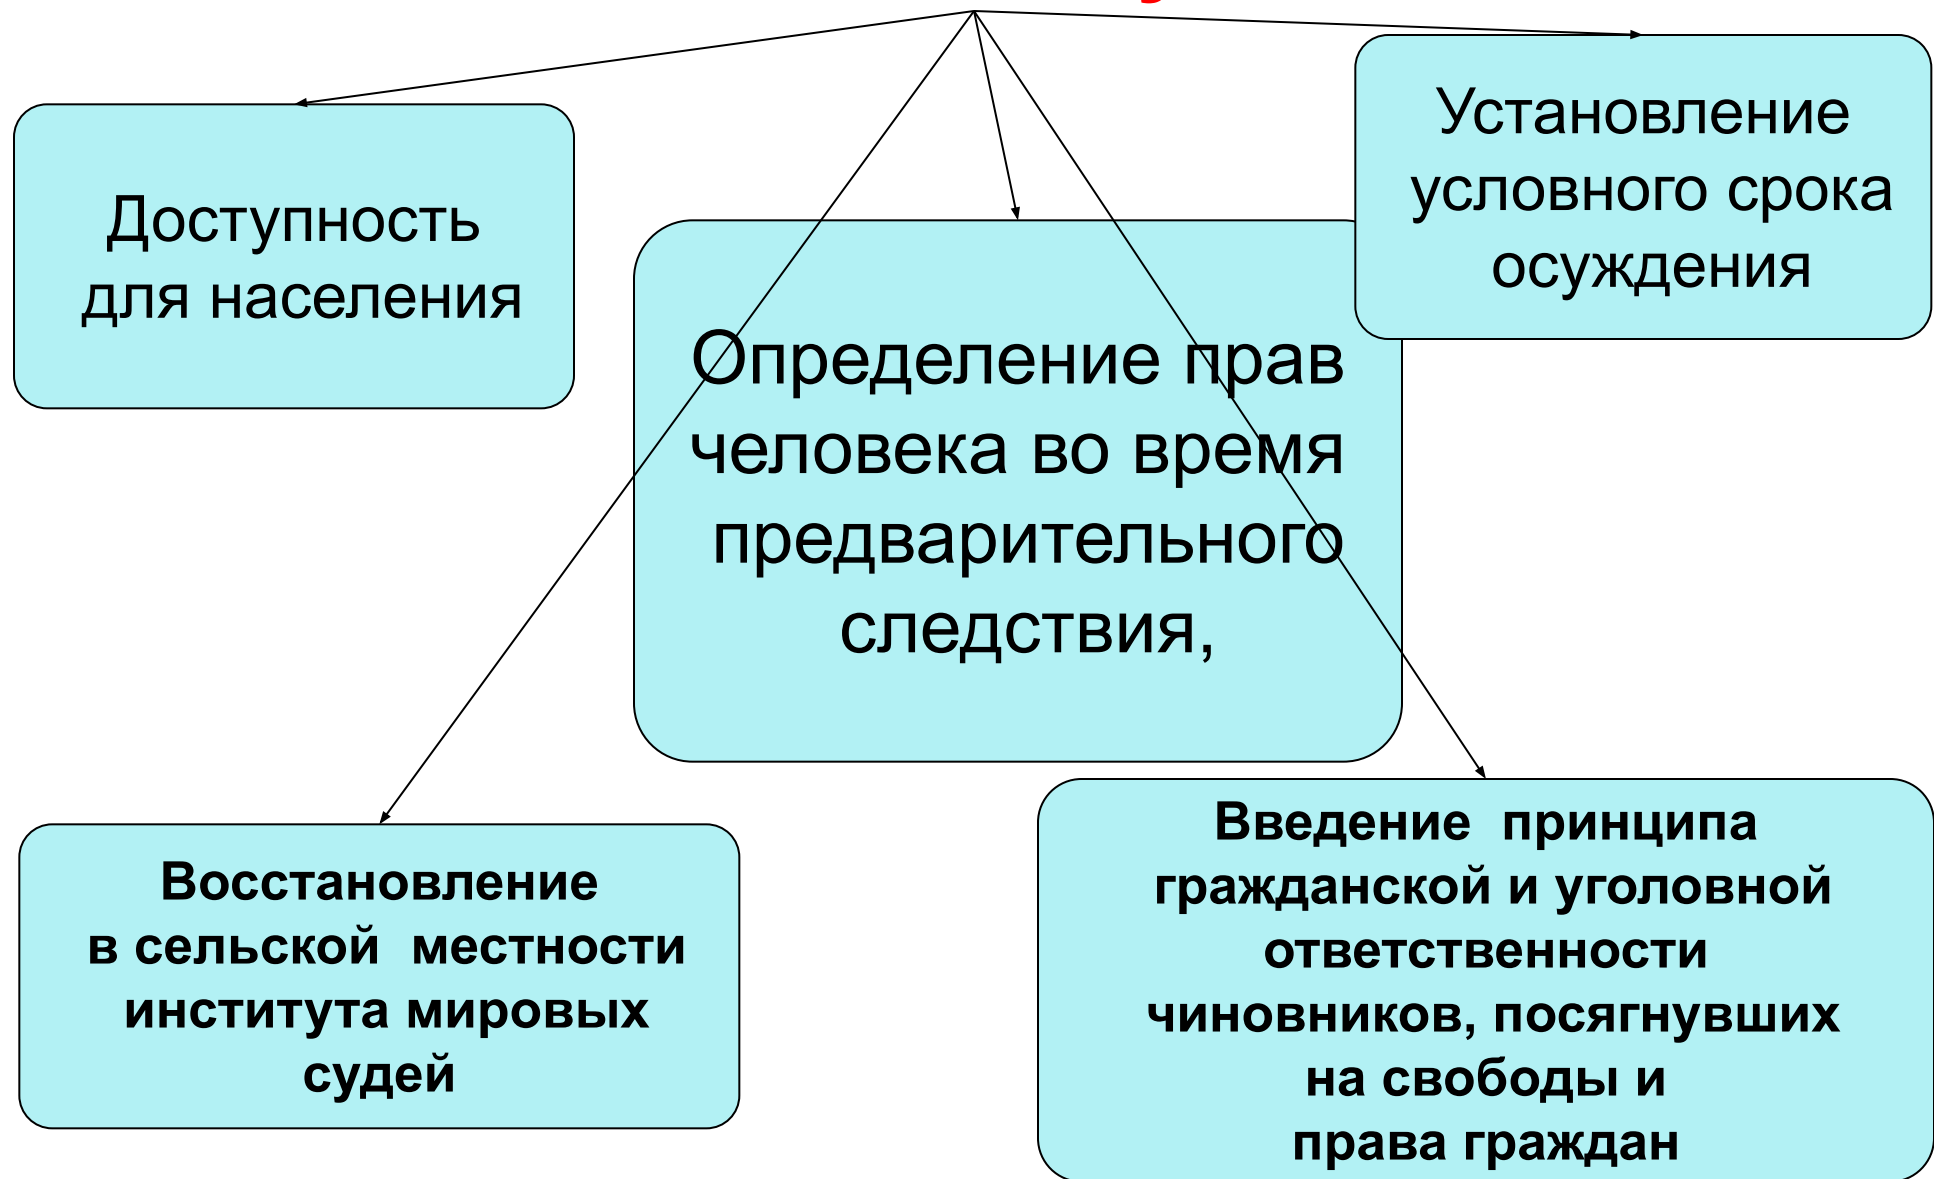 Доступность
для населения
Установление
условного срока
осуждения
Определение прав
человека во время
предварительного
следствия,
Восстановление
в сельской местности
института мировых
судей
Введение принципа
гражданской и уголовной
ответственности
чиновников, посягнувших
на свободы и
права граждан